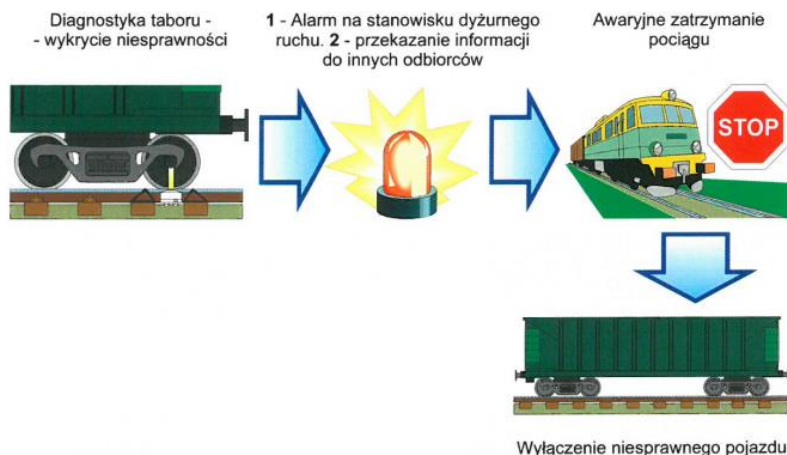 Diagnostyka taboru -
- wykrycie niesprawności
1 - Alarm na stanowisku dyżurnego
ruchu. 2 - przekazanie informacji
do innych odbiorców
Awaryjne zatrzymanie
pociągu
STOP
Wyłączenie niesprawnego pojazdu